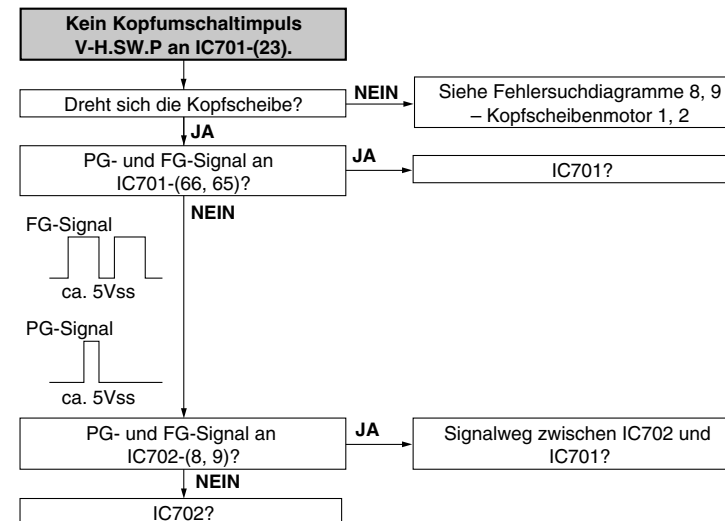 Kein Kopfumschaltimpuls
V-H.SW.P an IC701-(23).
Dreht sich die Kopfscheibe?
NEIN
Siehe Fehlersuchdiagramme 8, 9
– Kopfscheibenmotor 1, 2
JA
PG- und FG-Signal an
IC701-(66, 65)?
JA
IC701?
NEIN
FG-Signal
ca. 5Vss
PG-Signal
ca. 5Vss
PG- und FG-Signal an
IC702-(8, 9)?
JA
Signalweg zwischen IC702 und
IC701?
NEIN
IC702?